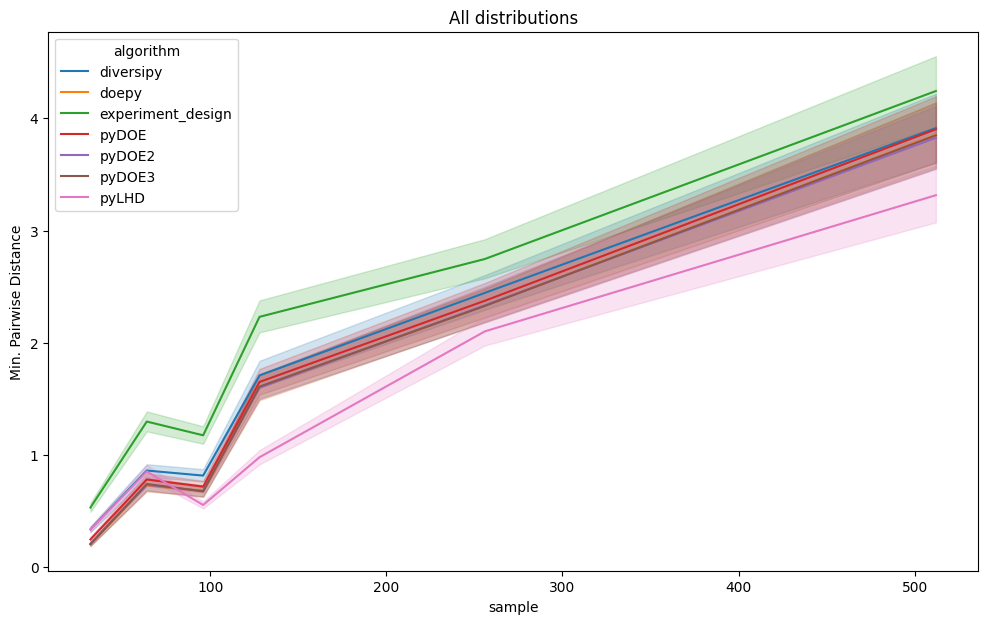 All distributions
algorithm
diversipy
doepy
experiment_design
pyDOE
pyDOE2
pyDOE3
pyLHD
Min. Pairwise Distance
4
3
2
1
0
100
200
300
400
500
sample